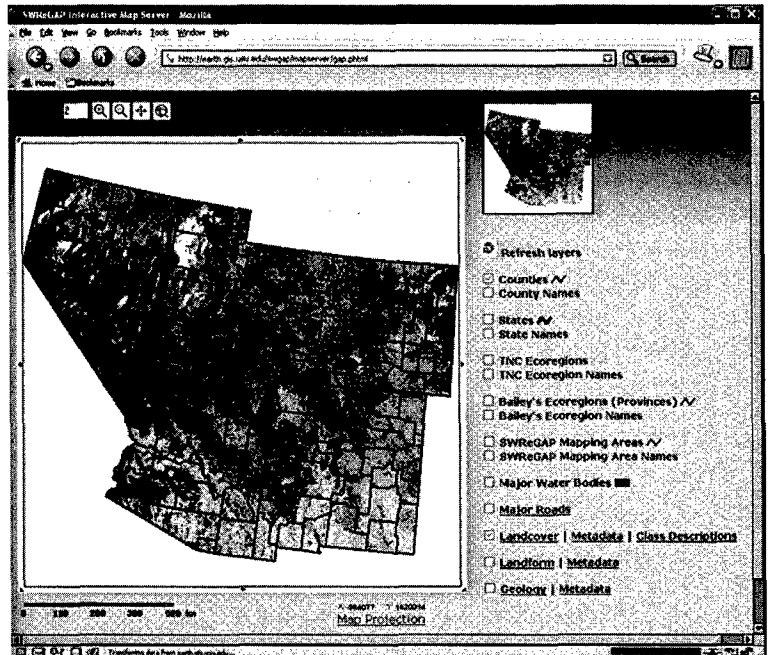 SWReGAP Interactive Map Server - Mozilla
File Edit View Go Bookmarks Tools Window Help
Search
Home Bookmarks
2
Refresh layers
Counties
County Names
States
State Names
TNC Ecoregions
TNC Ecoregion Names
Bailey's Ecoregions (Provinces)
Bailey's Ecoregion Names
SWReGAP Mapping Areas
SWReGAP Mapping Area Names
Major Water Bodies
Major Roads
Landcover | Metadata | Class Descriptions
Landform | Metadata
Geology | Metadata
0 km
Map Protection